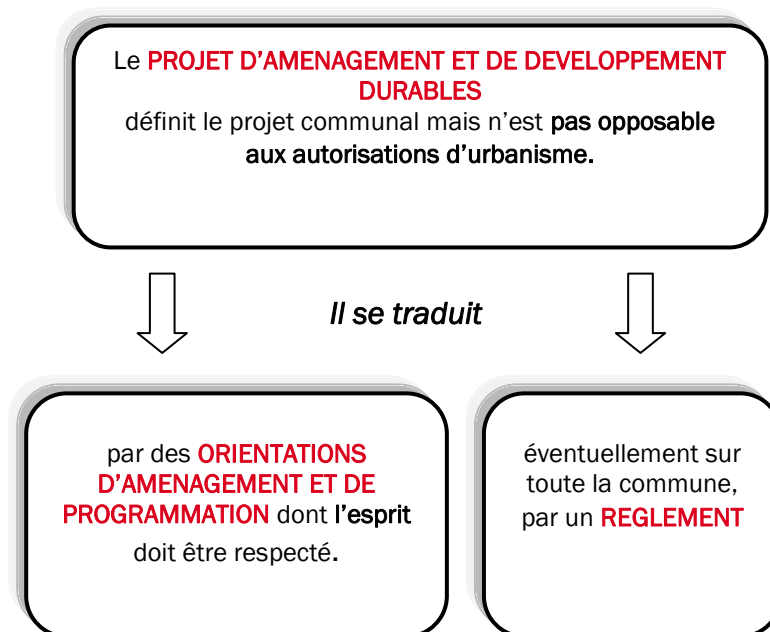 Le PROJET D’AMENAGEMENT ET DE DEVELOPPEMENT
DURABLES
définit le projet communal mais n’est pas opposable
aux autorisations d’urbanisme.
Il se traduit
par des ORIENTATIONS
D’AMENAGEMENT ET DE
PROGRAMMATION dont l’esprit
doit être respecté.
éventuellement sur
toute la commune,
par un REGLEMENT